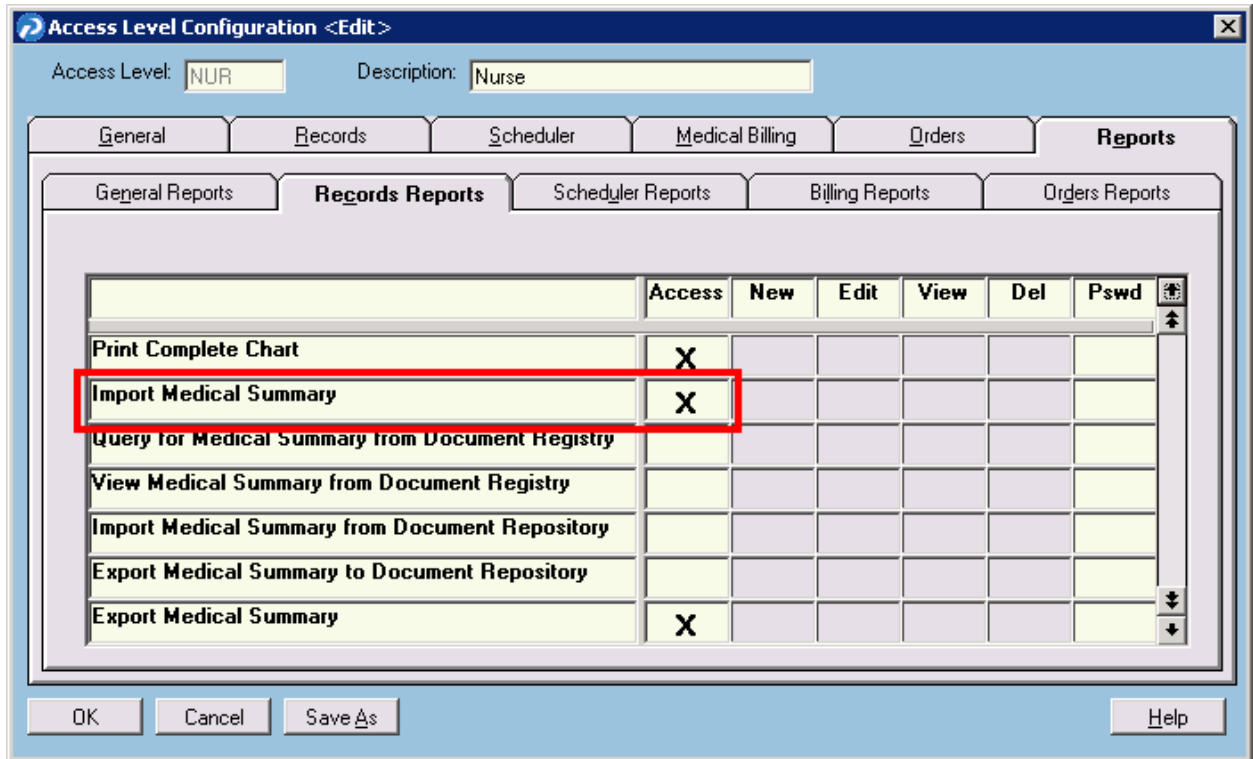 Access Level Configuration <Edit>
Access Level: NUR Description: Nurse
General Records Scheduler Medical Billing Orders Reports
General Reports Records Reports Scheduler Reports Billing Reports Orders Reports
Access New Edit View Del Pswd
Print Complete Chart X
Import Medical Summary X
Query for Medical Summary from Document Registry
View Medical Summary from Document Registry
Import Medical Summary from Document Repository
Export Medical Summary to Document Repository
Export Medical Summary X
OK Cancel Save As Help